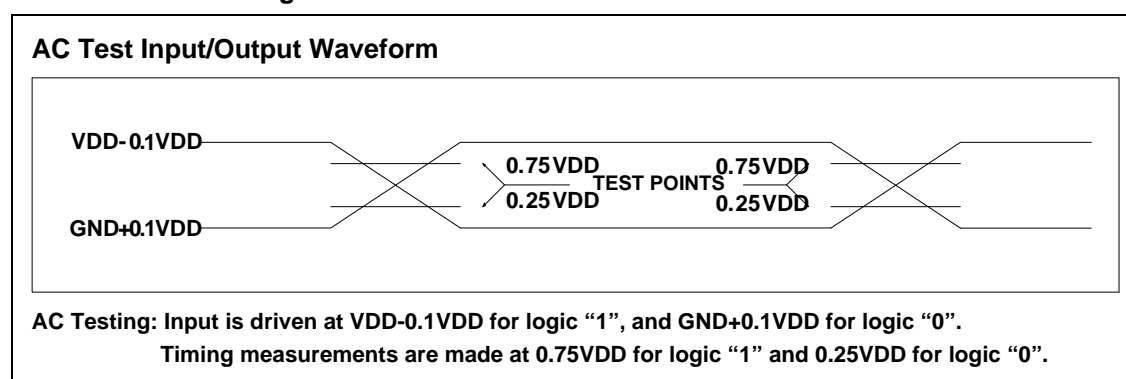 AC Test Input/Output Waveform
VDD-0.1VDD
0.75VDD 0.75VDD
TEST POINTS
0.25VDD 0.25VDD
GND+0.1VDD
AC Testing: Input is driven at VDD-0.1VDD for logic “1”, and GND+0.1VDD for logic “0”.
Timing measurements are made at 0.75VDD for logic “1” and 0.25VDD for logic “0”.